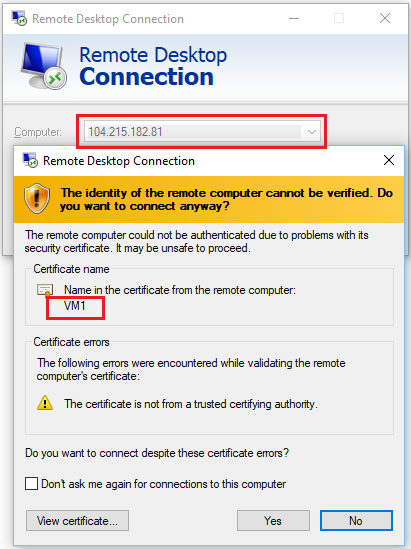 Remote Desktop Connection
Remote Desktop
Connection
Computer:
104.215.182.81
Remote Desktop Connection
The identity of the remote computer cannot be verified. Do
you want to connect anyway?
The remote computer could not be authenticated due to problems with its
security certificate. It may be unsafe to proceed.
Certificate name
Name in the certificate from the remote computer:
VM1
Certificate errors
The following errors were encountered while validating the remote
computer's certificate:
The certificate is not from a trusted certifying authority.
Do you want to connect despite these certificate errors?
Don't ask me again for connections to this computer
View certificate...
Yes
No